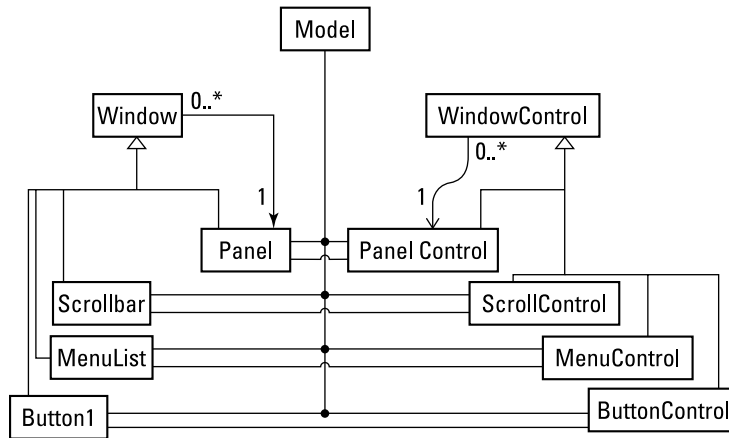 Model
Window
0..*
WindowControl
0..*
1
1
Panel
Panel Control
Scrollbar
ScrollControl
MenuList
MenuControl
Button1
ButtonControl